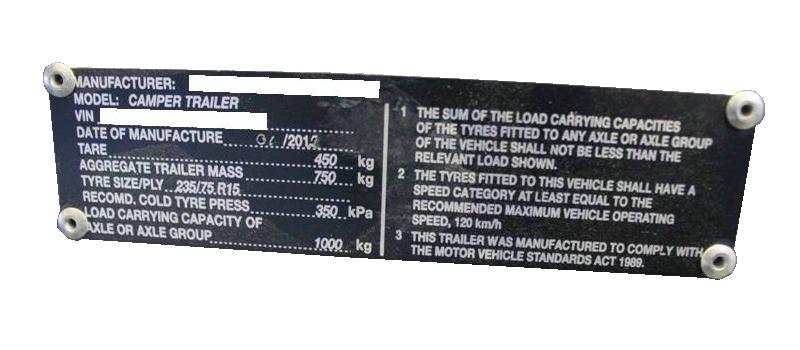 MANUFACTURER:
MODEL: CAMPER TRAILER
VIN
DATE OF MANUFACTURE /2012
TARE 450 kg
AGGREGATE TRAILER MASS 750 kg
TYRE SIZE/PLY 235/75 R15
RECOMD. COLD TYRE PRESS 350 kPa
LOAD CARRYING CAPACITY OF
AXLE OR AXLE GROUP 1000 kg
1 THE SUM OF THE LOAD CARRYING CAPACITIES
OF THE TYRES FITTED TO ANY AXLE OR AXLE GROUP
OF THE VEHICLE SHALL NOT BE LESS THAN THE
RELEVANT LOAD SHOWN.
2 THE TYRES FITTED TO THIS VEHICLE SHALL HAVE A
SPEED CATEGORY AT LEAST EQUAL TO THE
RECOMMENDED MAXIMUM VEHICLE OPERATING
SPEED, 120 km/h
3 THIS TRAILER WAS MANUFACTURED TO COMPLY WITH
THE MOTOR VEHICLE STANDARDS ACT 1989.